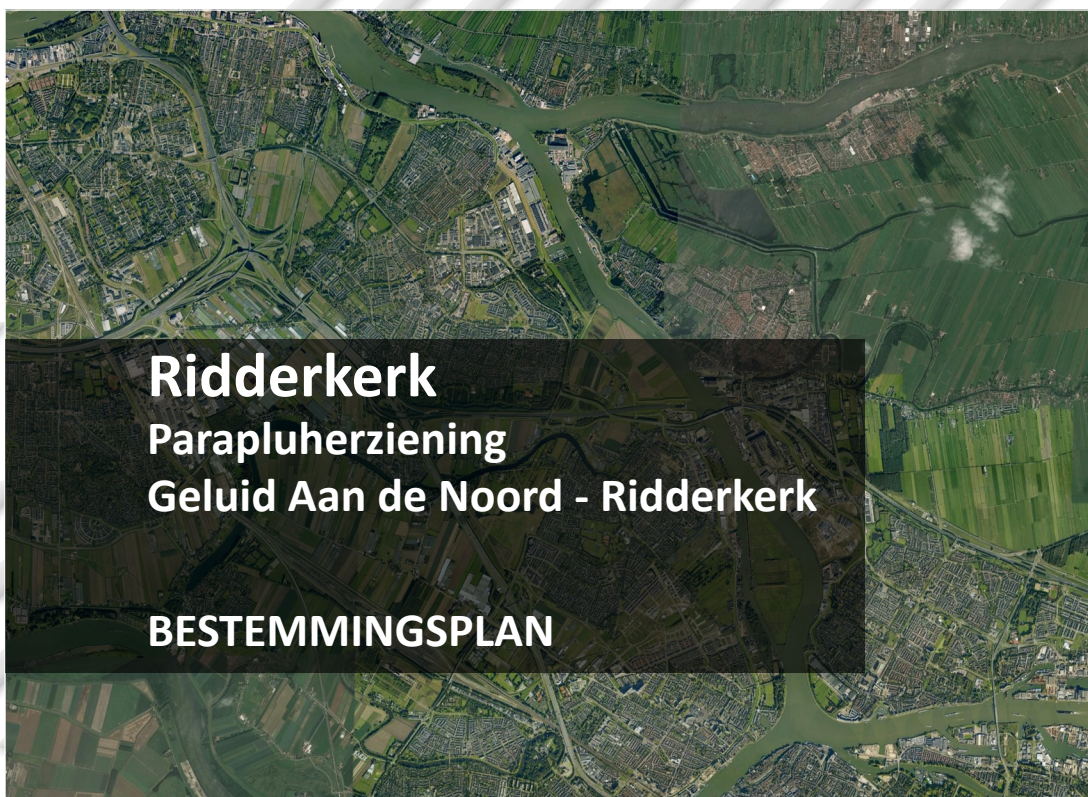 Ridderkerk
Parapluherziening
Geluid Aan de Noord - Ridderkerk
BESTEMMINGSPLAN